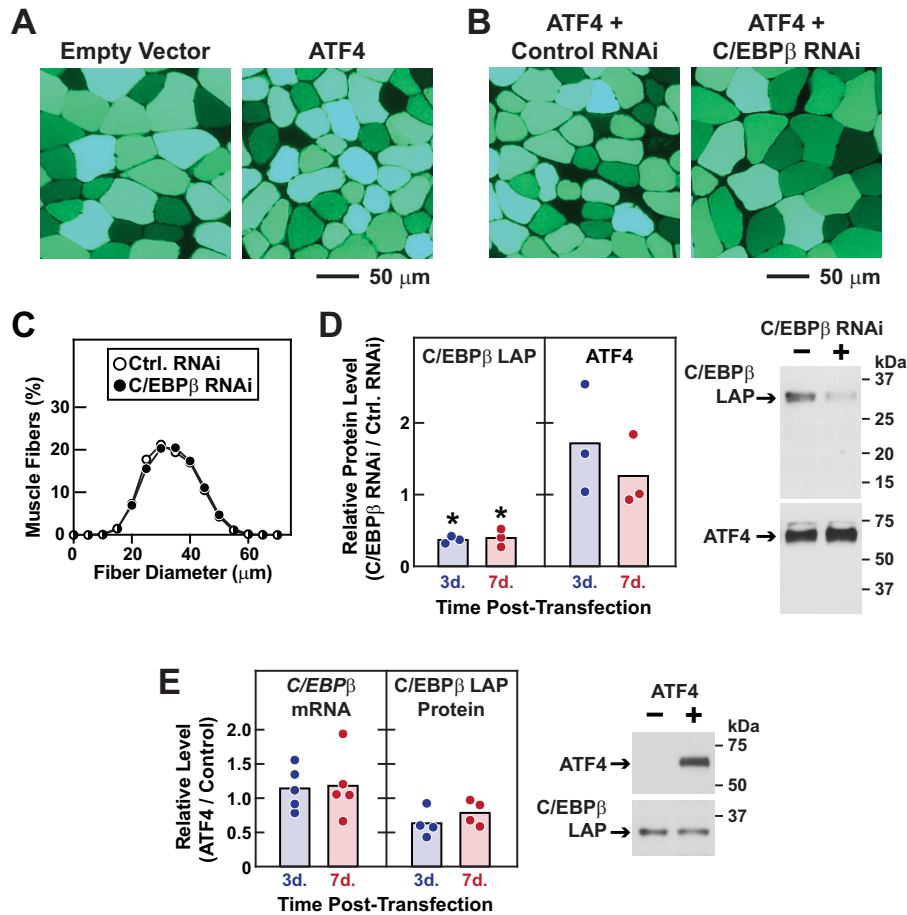 A
Empty Vector
ATF4
50 μm
B
ATF4 +
Control RNAi
ATF4 +
C/EBPβ RNAi
50 μm
C
Muscle Fibers (%)
30
20
10
0
Ctrl. RNAi
C/EBPβ RNAi
0 20 40 60
Fiber Diameter (μm)
D
Relative Protein Level
(C/EBPβ RNAi / Ctrl. RNAi)
2
1
0
C/EBPβ LAP
ATF4
* *
3d. 7d. 3d. 7d.
Time Post-Transfection
C/EBPβ RNAi
− +
kDa
C/EBPβ
LAP
37
25
20
15
ATF4
75
50
37
E
Relative Level
(ATF4 / Control)
2.0
1.5
1.0
0.5
0
C/EBPβ
mRNA
C/EBPβ LAP
Protein
3d. 7d. 3d. 7d.
Time Post-Transfection
ATF4
− +
kDa
ATF4
75
50
C/EBPβ
LAP
37